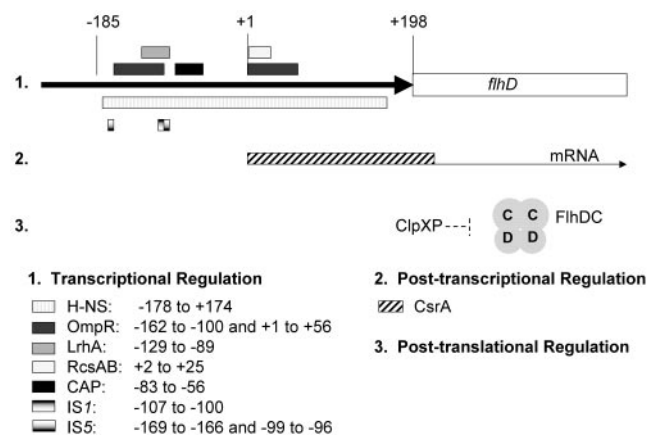 -185 +1 +198
1. flhD
2. mRNA
3. ClpXP C C FlhDC
D D
1. Transcriptional Regulation
H-NS: -178 to +174
OmpR: -162 to -100 and +1 to +56
LrhA: -129 to -89
RcsAB: +2 to +25
CAP: -83 to -56
IS1: -107 to -100
IS5: -169 to -166 and -99 to -96
2. Post-transcriptional Regulation
CsrA
3. Post-translational Regulation